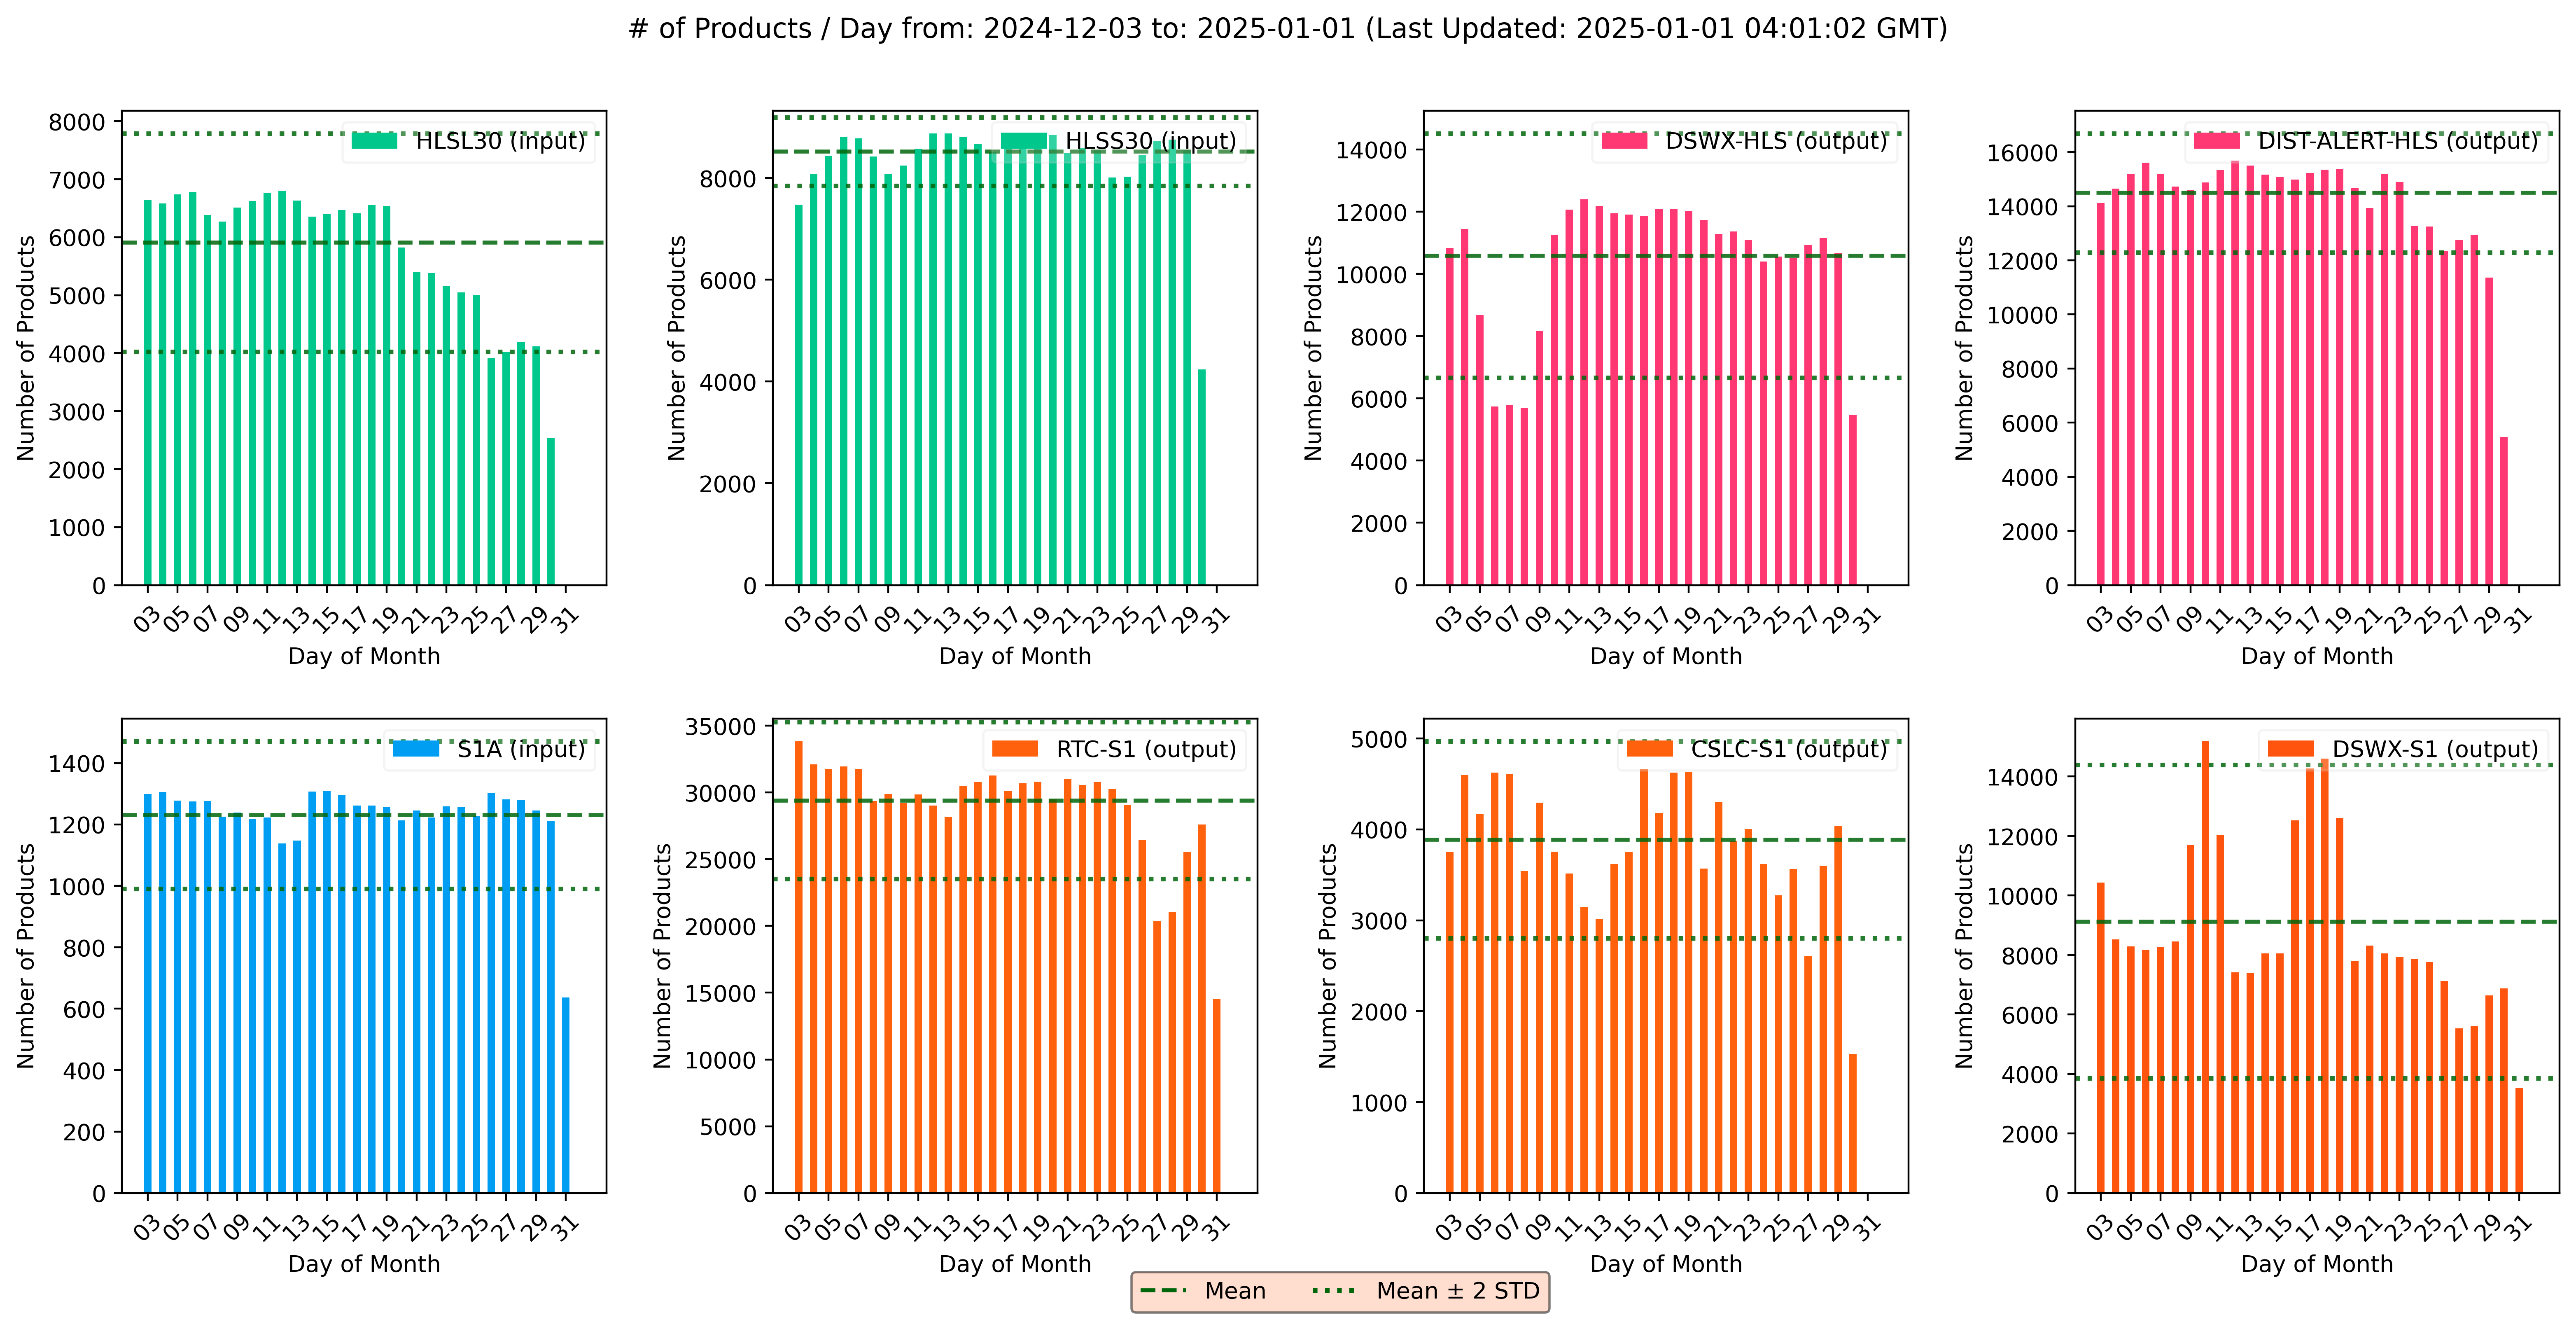 # of Products / Day from: 2024-12-03 to: 2025-01-01 (Last Updated: 2025-01-01 04:01:02 GMT)
HLSL30 (input)
Number of Products
8000
7000
6000
5000
4000
3000
2000
1000
0
03 05 07 09 11 13 15 17 19 21 23 25 27 29 31
Day of Month
HLSS30 (input)
Number of Products
8000
6000
4000
2000
0
03 05 07 09 11 13 15 17 19 21 23 25 27 29 31
Day of Month
DSWX-HLS (output)
Number of Products
14000
12000
10000
8000
6000
4000
2000
0
03 05 07 09 11 13 15 17 19 21 23 25 27 29 31
Day of Month
DIST-ALERT-HLS (output)
Number of Products
16000
14000
12000
10000
8000
6000
4000
2000
0
03 05 07 09 11 13 15 17 19 21 23 25 27 29 31
Day of Month
S1A (input)
Number of Products
1400
1200
1000
800
600
400
200
0
03 05 07 09 11 13 15 17 19 21 23 25 27 29 31
Day of Month
RTC-S1 (output)
Number of Products
35000
30000
25000
20000
15000
10000
5000
0
03 05 07 09 11 13 15 17 19 21 23 25 27 29 31
Day of Month
CSLC-S1 (output)
Number of Products
5000
4000
3000
2000
1000
0
03 05 07 09 11 13 15 17 19 21 23 25 27 29 31
Day of Month
DSWX-S1 (output)
Number of Products
14000
12000
10000
8000
6000
4000
2000
0
03 05 07 09 11 13 15 17 19 21 23 25 27 29 31
Day of Month
Mean
Mean ± 2 STD